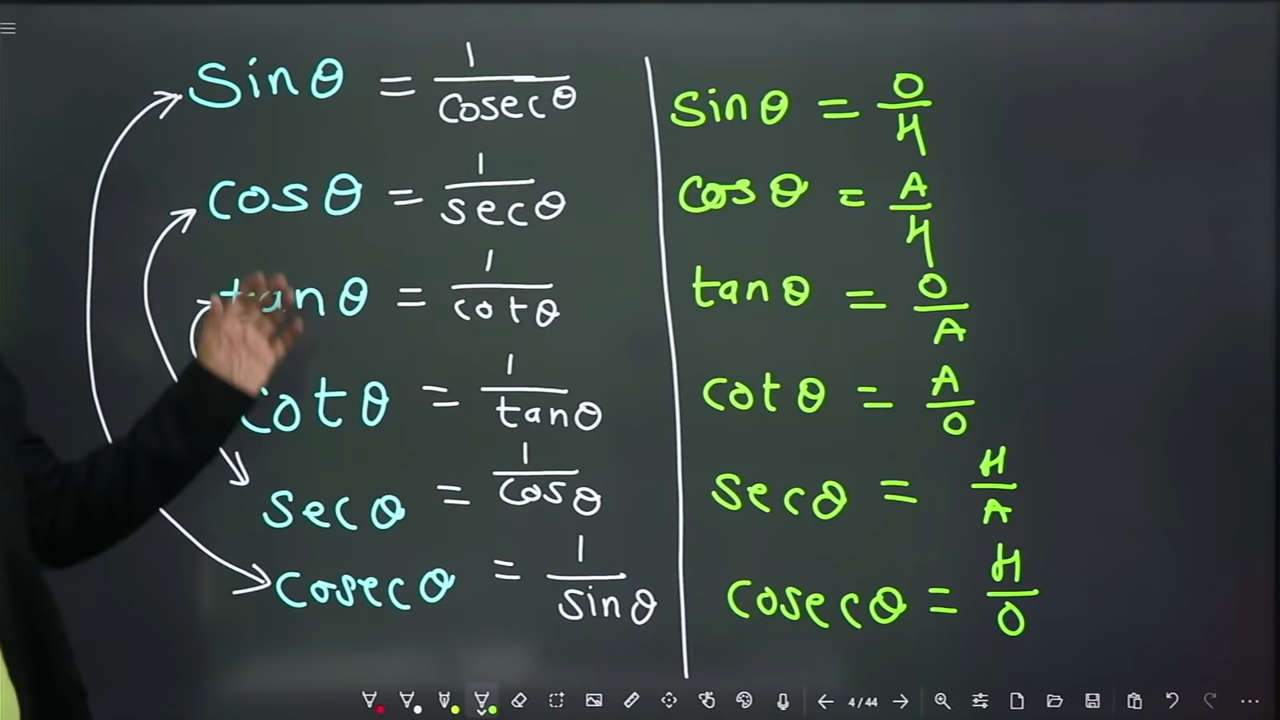 sinθ = 1/cosecθ
cosθ = 1/secθ
tanθ = 1/cotθ
cotθ = 1/tanθ
secθ = 1/cosθ
cosecθ = 1/sinθ
sinθ = O/H
cosθ = A/H
tanθ = O/A
cotθ = A/O
secθ = H/A
cosecθ = H/O
4/44